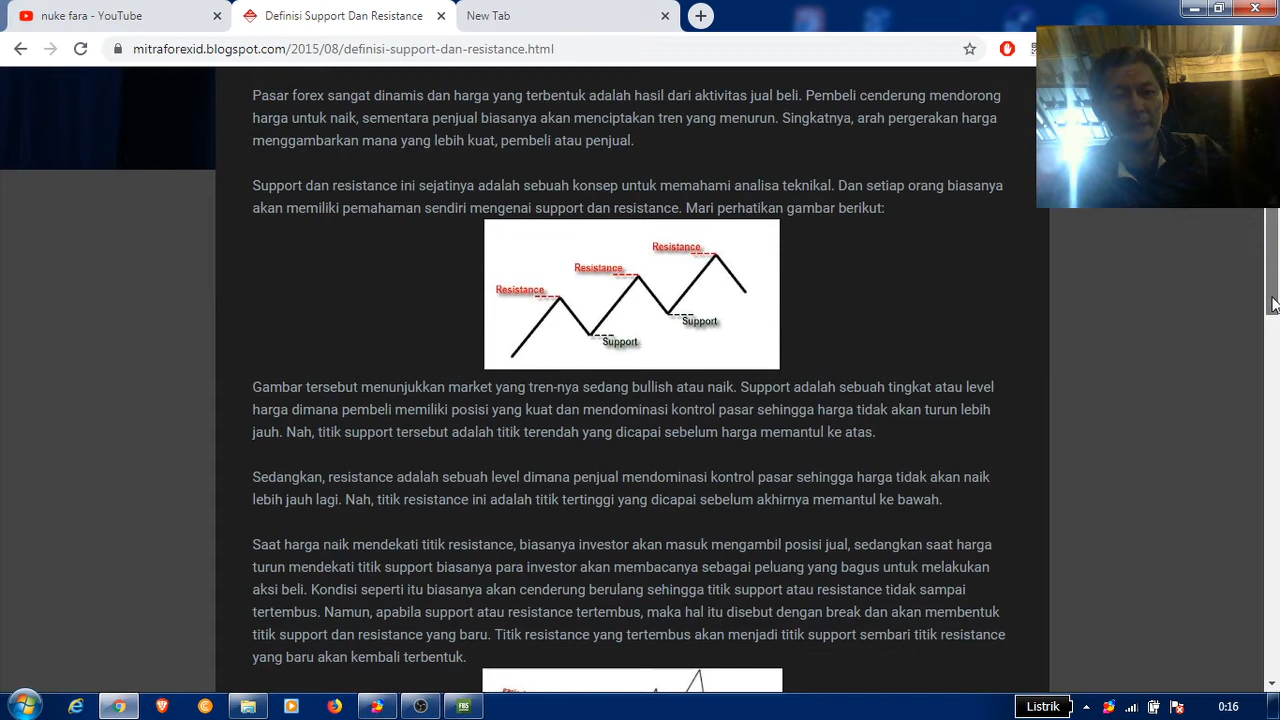 nuke fara - YouTube
Definisi Support Dan Resistance
New Tab
mitraforexid.blogspot.com/2015/08/definisi-support-dan-resistance.html
Pasar forex sangat dinamis dan harga yang terbentuk adalah hasil dari aktivitas jual beli. Pembeli cenderung mendorong
harga untuk naik, sementara penjual biasanya akan menciptakan tren yang menurun. Singkatnya, arah pergerakan harga
menggambarkan mana yang lebih kuat, pembeli atau penjual.
Support dan resistance ini sejatinya adalah sebuah konsep untuk memahami analisa teknikal. Dan setiap orang biasanya
akan memiliki pemahaman sendiri mengenai support dan resistance. Mari perhatikan gambar berikut:
Resistance
Resistance
Resistance
Support
Support
Gambar tersebut menunjukkan market yang tren-nya sedang bullish atau naik. Support adalah sebuah tingkat atau level
harga dimana pembeli memiliki posisi yang kuat dan mendominasi kontrol pasar sehingga harga tidak akan turun lebih
jauh. Nah, titik support tersebut adalah titik terendah yang dicapai sebelum harga memantul ke atas.
Sedangkan, resistance adalah sebuah level dimana penjual mendominasi kontrol pasar sehingga harga tidak akan naik
lebih jauh lagi. Nah, titik resistance ini adalah titik tertinggi yang dicapai sebelum akhirnya memantul ke bawah.
Saat harga naik mendekati titik resistance, biasanya investor akan masuk mengambil posisi jual, sedangkan saat harga
turun mendekati titik support biasanya para investor akan membacanya sebagai peluang yang bagus untuk melakukan
aksi beli. Kondisi seperti itu biasanya akan cenderung berulang sehingga titik support atau resistance tidak sampai
tertembus. Namun, apabila support atau resistance tertembus, maka hal itu disebut dengan break dan akan membentuk
titik support dan resistance yang baru. Titik resistance yang tertembus akan menjadi titik support sembari titik resistance
yang baru akan kembali terbentuk.
FBS
Listrik
0:16